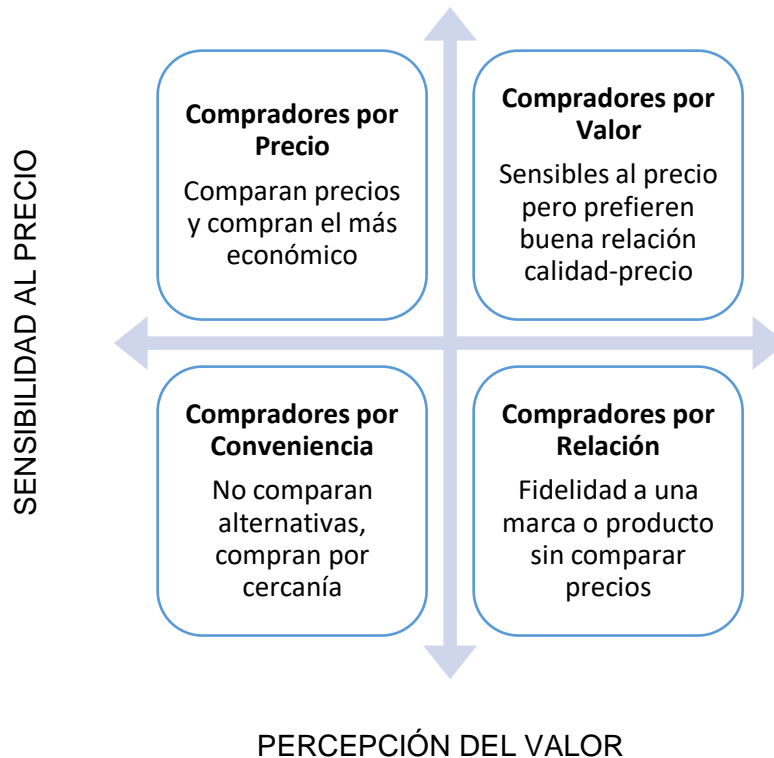 SENSIBILIDAD AL PRECIO
Compradores por
Precio
Comparan precios
y compran el más
económico
Compradores por
Valor
Sensibles al precio
pero prefieren
buena relación
calidad-precio
Compradores por
Conveniencia
No comparan
alternativas,
compran por
cercanía
Compradores por
Relación
Fidelidad a una
marca o producto
sin comparar
precios
PERCEPCIÓN DEL VALOR